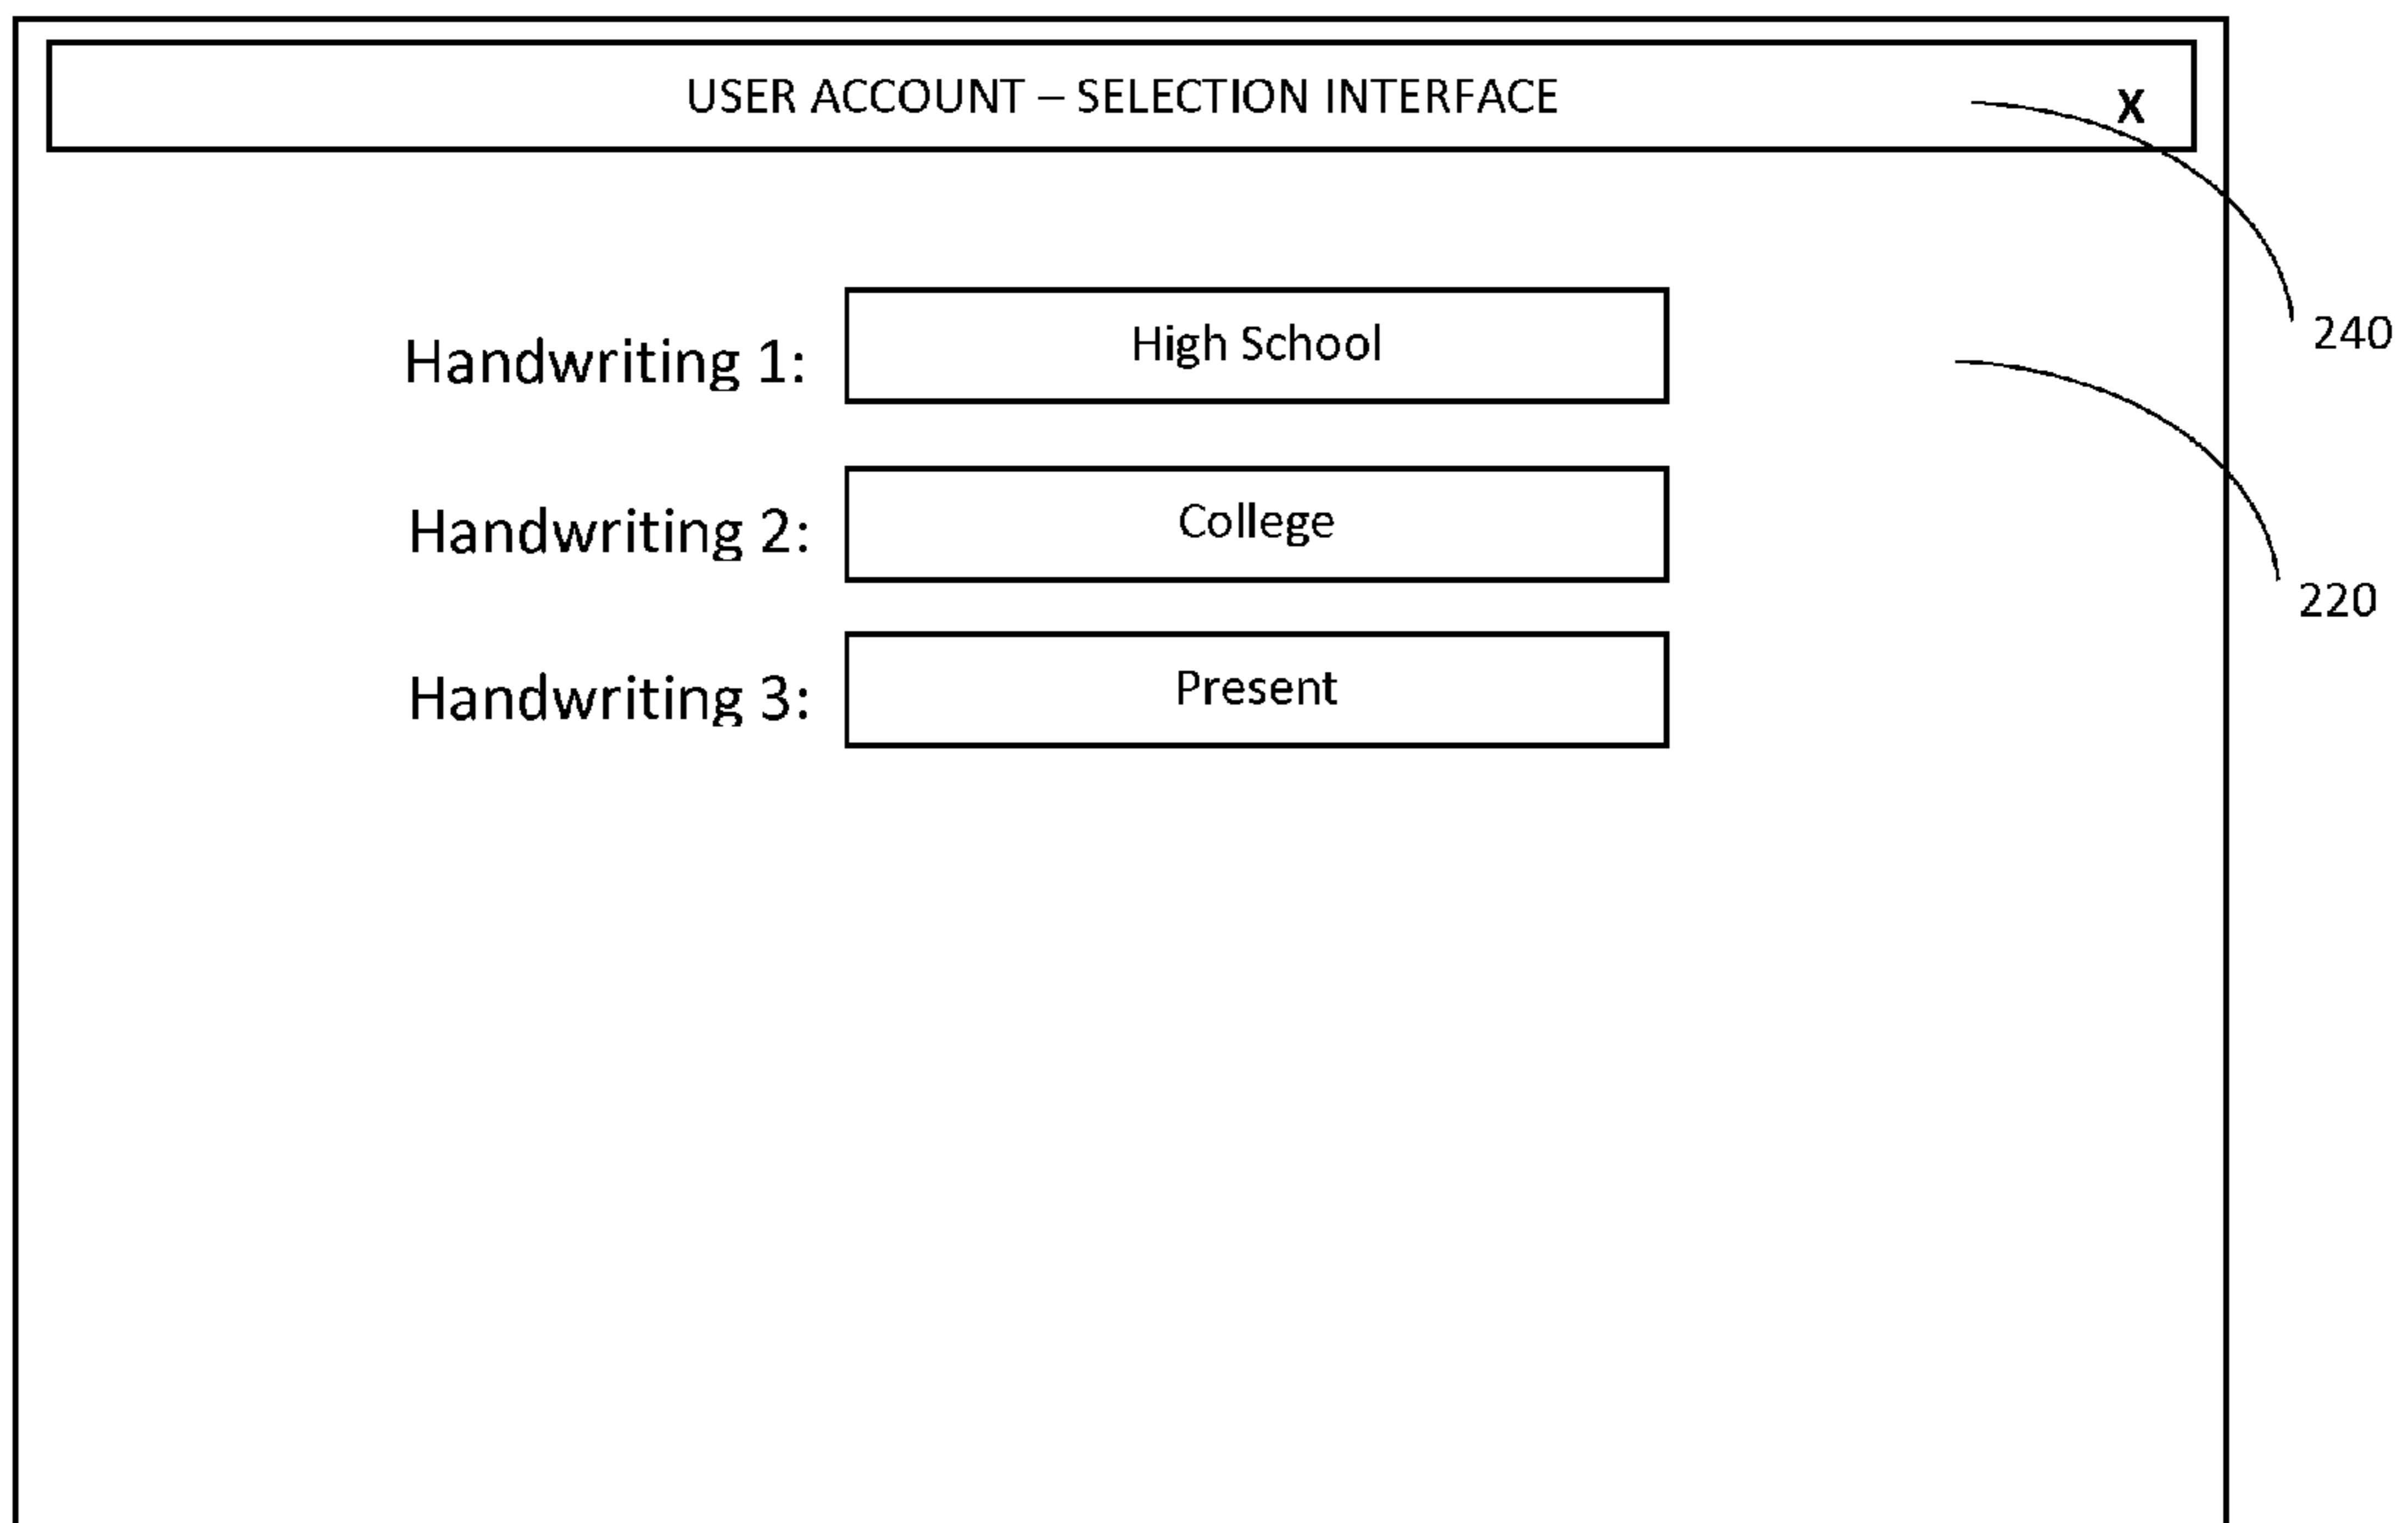 USER ACCOUNT – SELECTION INTERFACE X
240
Handwriting 1: High School
Handwriting 2: College
220
Handwriting 3: Present